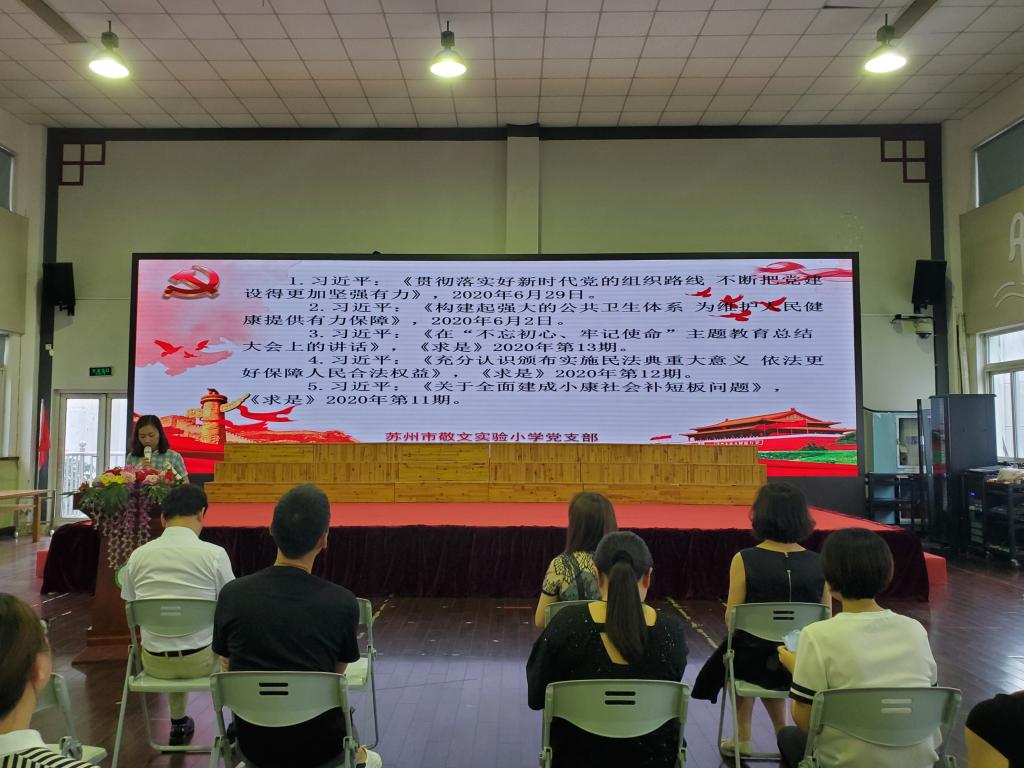 1. 习近平：《贯彻落实好新时代党的组织路线 不断把党建
设得更加坚强有力》，2020年6月29日。
2. 习近平：《构建起强大的公共卫生体系 为维护人民健
康提供有力保障》，2020年6月2日。
3. 习近平：《在“不忘初心、牢记使命”主题教育总结
大会上的讲话》，《求是》2020年第13期。
4. 习近平：《充分认识颁布实施民法典重大意义 依法更
好保障人民合法权益》，《求是》2020年第12期。
5. 习近平：《关于全面建成小康社会补短板问题》，
《求是》2020年第11期。
苏州市敬文实验小学党支部